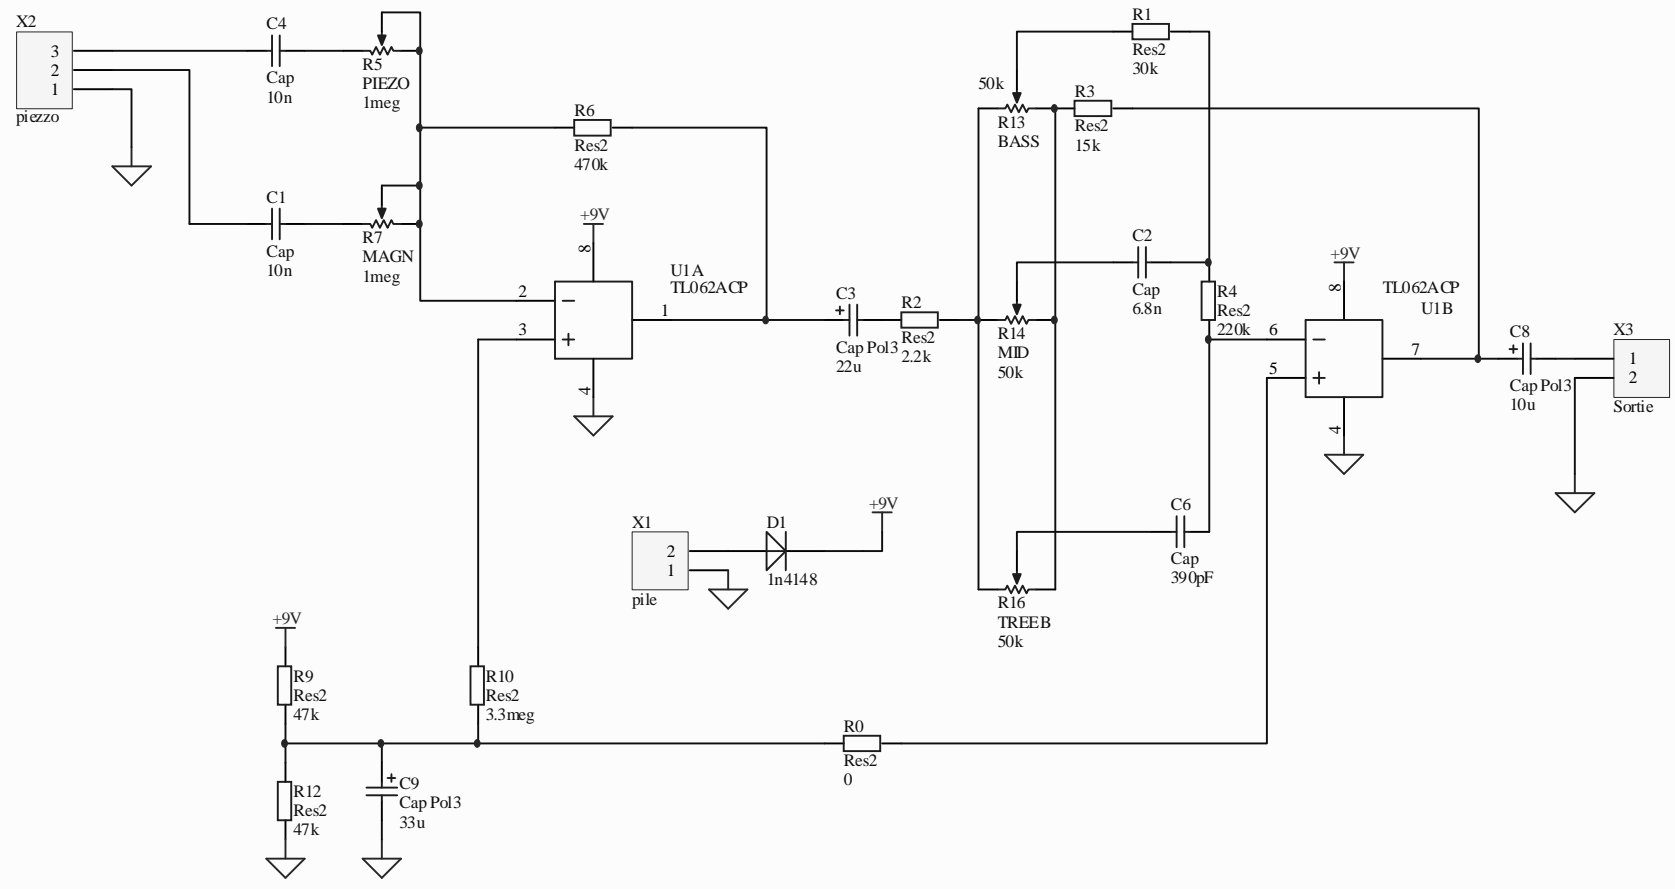 X2
3
2
1
piezzo
C4
Cap
10n
R5
PIEZO
1meg
C1
Cap
10n
R7
MAGN
1meg
R6
Res2
470k
+9V
8
2
3
1
4
U1A
TL062ACP
C3
+
Cap Pol3
22u
R2
Res2
2.2k
50k
R13
BASS
R1
Res2
30k
R3
Res2
15k
C2
Cap
6.8n
R14
MID
50k
R4
Res2
220k
+9V
8
6
5
7
4
TL062ACP
U1B
C8
+
Cap Pol3
10u
X3
1
2
Sortie
C6
Cap
390pF
R16
TREEB
50k
X1
2
1
pile
D1
1n4148
+9V
+9V
R9
Res2
47k
R10
Res2
3.3meg
R0
Res2
0
R12
Res2
47k
+
C9
Cap Pol3
33u